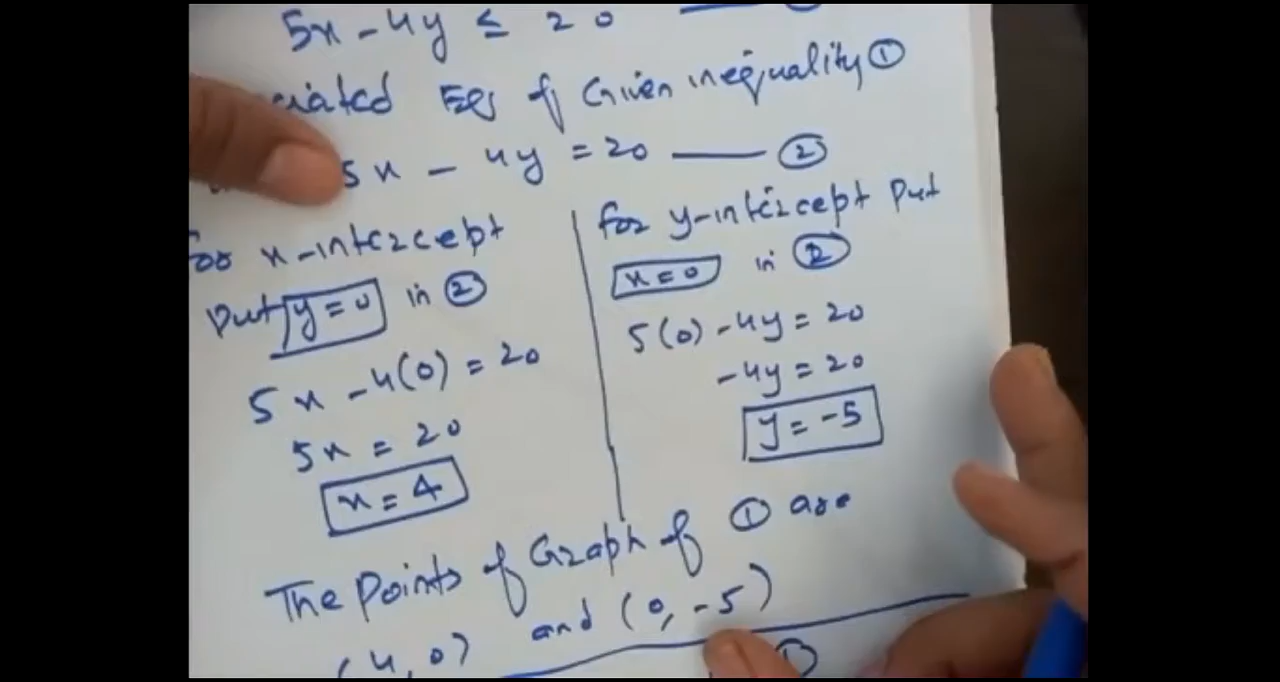 5x - 4y ≤ 20
Eqs of Given inequality ①
5x - 4y = 20 —— ②
For x-intercept
Put y = 0 in ②
5x - 4(0) = 20
5x = 20
x = 4
for y-intercept Put
x = 0 in ②
5(0) - 4y = 20
-4y = 20
y = -5
The Points of Graph of ① are
(4, 0) and (0, -5)
①